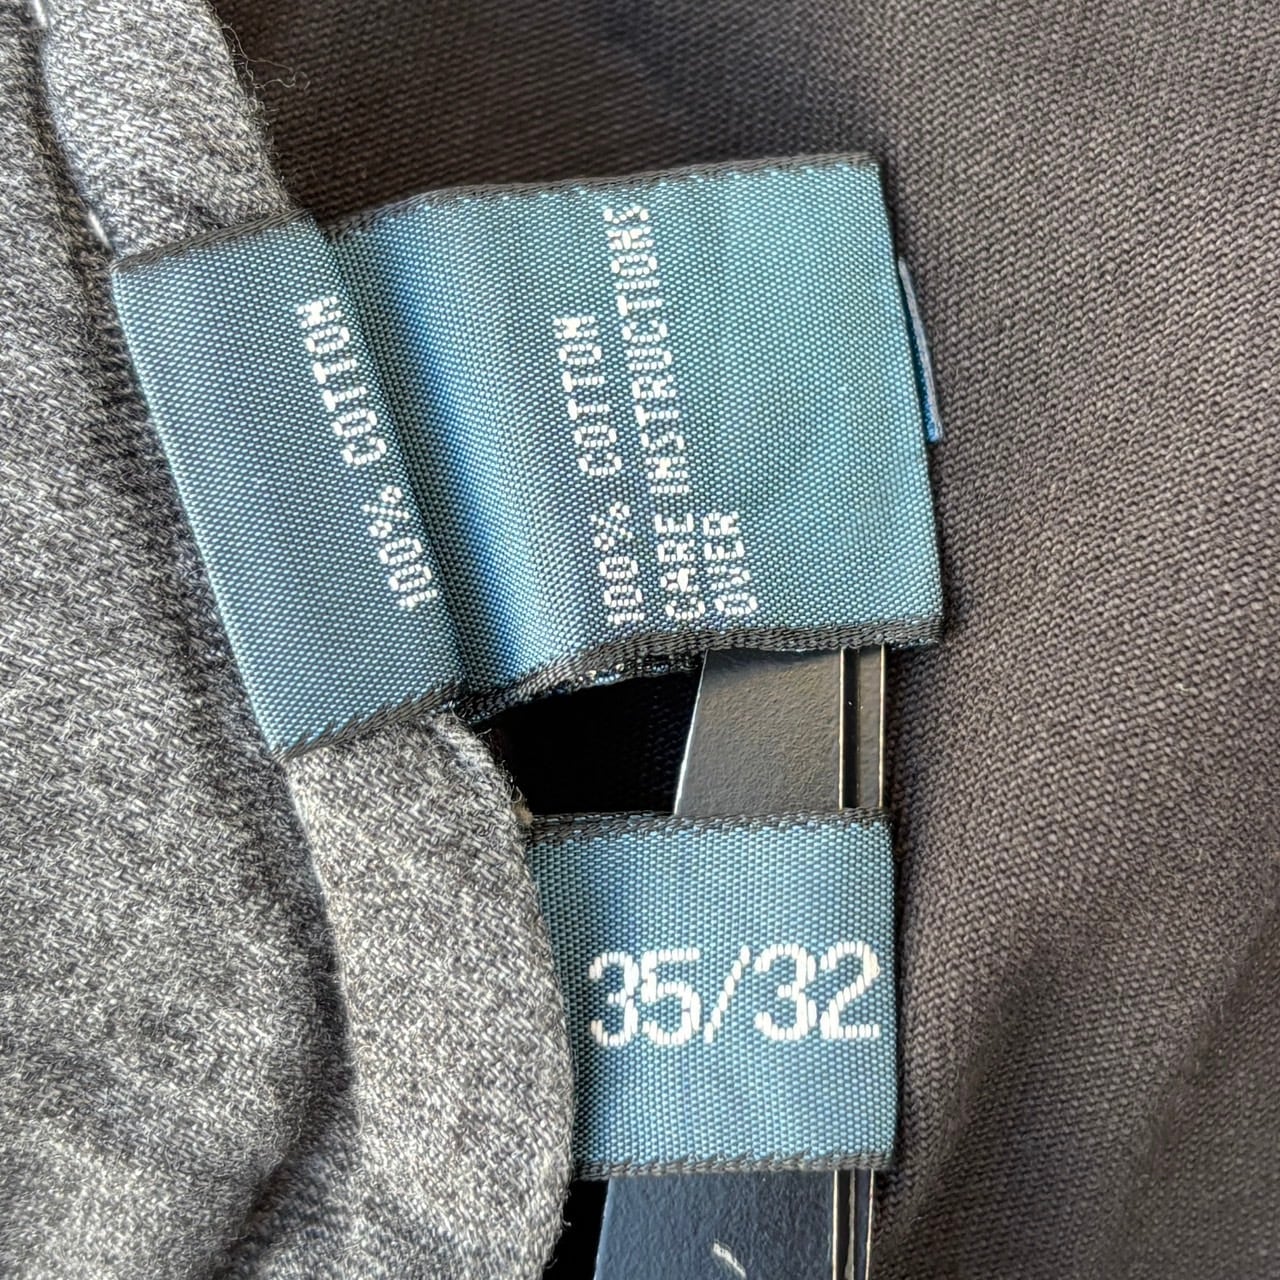 100% COTTON
100% COTTON
CARE INSTRUCTIONS
OVER
35/32